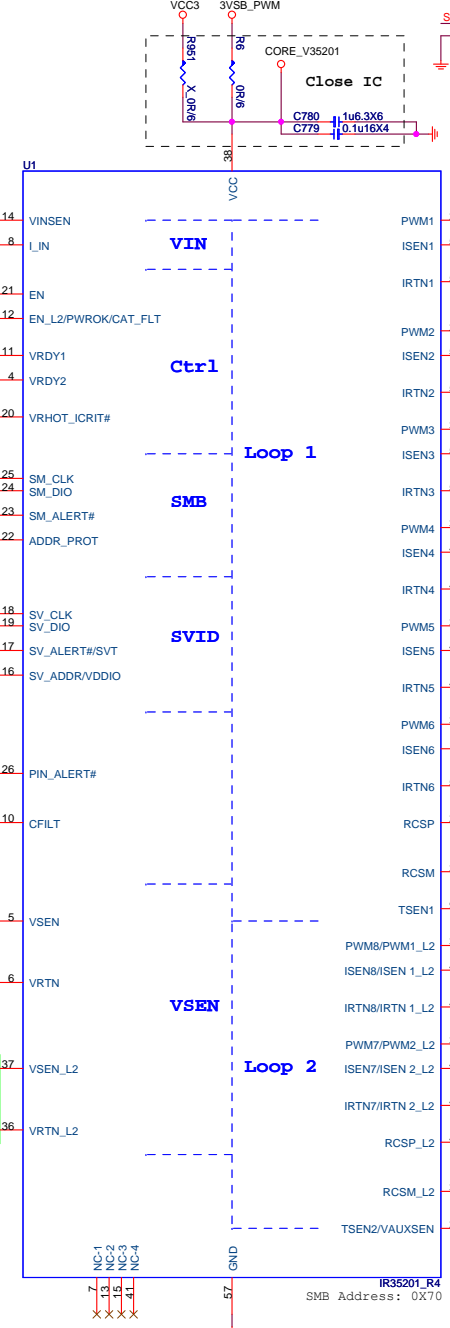 VCC3 3VSB_PWM
S
R951
X_0R/6
R6
0R/6
CORE_V35201
Close IC
C780 1u6.3X6
C779 0.1u16X4
38
U1
VCC
14 VINSEN
8 I_IN
21 EN
12 EN_L2/PWROK/CAT_FLT
11 VRDY1
4 VRDY2
20 VRHOT_ICRIT#
25 SM_CLK
24 SM_DIO
23 SM_ALERT#
22 ADDR_PROT
18 SV_CLK
19 SV_DIO
17 SV_ALERT#/SVT
16 SV_ADDR/VDDIO
26 PIN_ALERT#
10 CFILT
5 VSEN
6 VRTN
37 VSEN_L2
36 VRTN_L2
VIN
Ctrl
SMB
SVID
VSEN
Loop 1
Loop 2
PWM1
ISEN1
IRTN1
PWM2
ISEN2
IRTN2
PWM3
ISEN3
IRTN3
PWM4
ISEN4
IRTN4
PWM5
ISEN5
IRTN5
PWM6
ISEN6
IRTN6
RCSP
RCSM
TSEN1
PWM8/PWM1_L2
ISEN8/ISEN 1_L2
IRTN8/IRTN 1_L2
PWM7/PWM2_L2
ISEN7/ISEN 2_L2
IRTN7/IRTN 2_L2
RCSP_L2
RCSM_L2
TSEN2/VAUXSEN
NC-1
NC-2
NC-3
NC-4
GND
7
13
15
41
57
IR35201_R4
SMB Address: 0X70